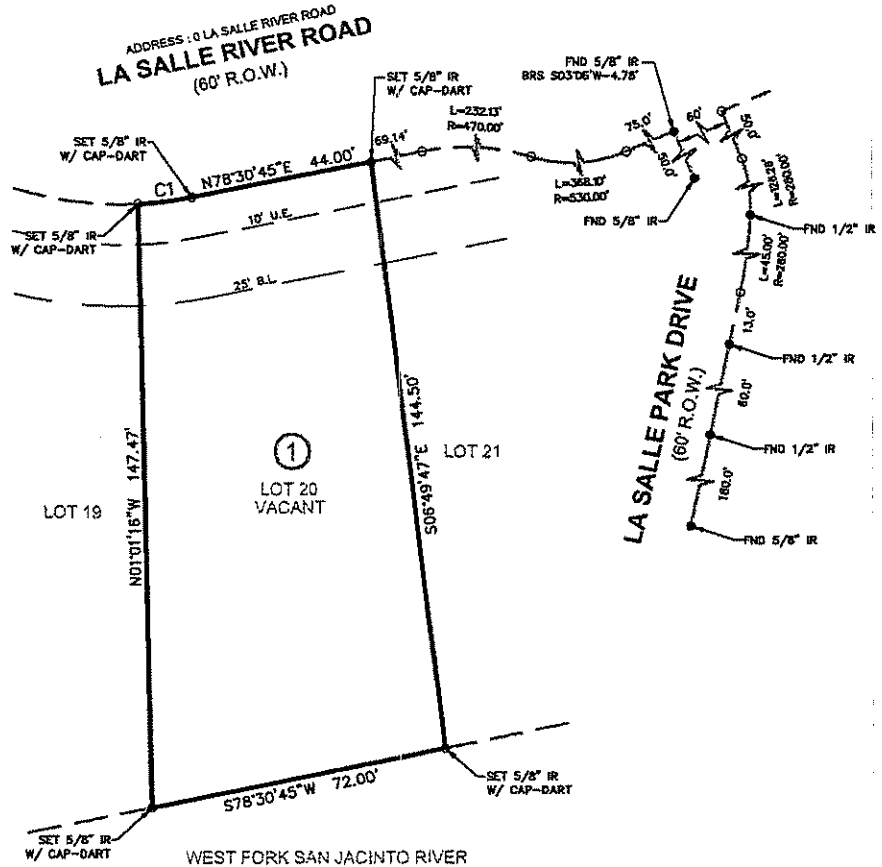 ADDRESS : 0 LA SALLE RIVER ROAD
LA SALLE RIVER ROAD
(60' R.O.W.)
SET 5/8" IR
W/ CAP-DART
FND 5/8" IR
BRS S03°06'W-4.78'
SET 5/8" IR
W/ CAP-DART
69.14'
L=232.13'
R=470.00'
75.0'
60'
50.0'
60.0'
C1
N78°30'45"E 44.00'
L=368.10'
R=530.00'
L=126.28'
R=280.00'
SET 5/8" IR
W/ CAP-DART
10' U.E.
FND 5/8" IR
FND 1/2" IR
25' B.L.
L=45.00'
R=280.00'
13.0'
LA SALLE PARK DRIVE
(60' R.O.W.)
FND 1/2" IR
60.0'
FND 1/2" IR
180.0'
FND 5/8" IR
N01°01'16"W 147.47'
S06°49'47"E 144.50'
LOT 19
1
LOT 20
VACANT
LOT 21
S78°30'45"W 72.00'
SET 5/8" IR
W/ CAP-DART
SET 5/8" IR
W/ CAP-DART
WEST FORK SAN JACINTO RIVER